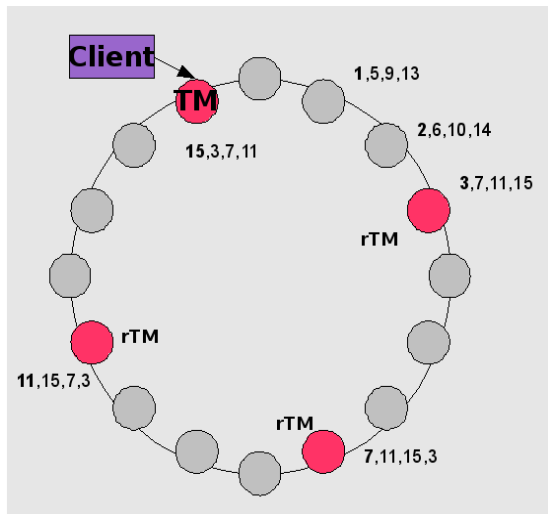 Client
TM
1,5,9,13
2,6,10,14
15,3,7,11
3,7,11,15
rTM
rTM
11,15,7,3
rTM
7,11,15,3